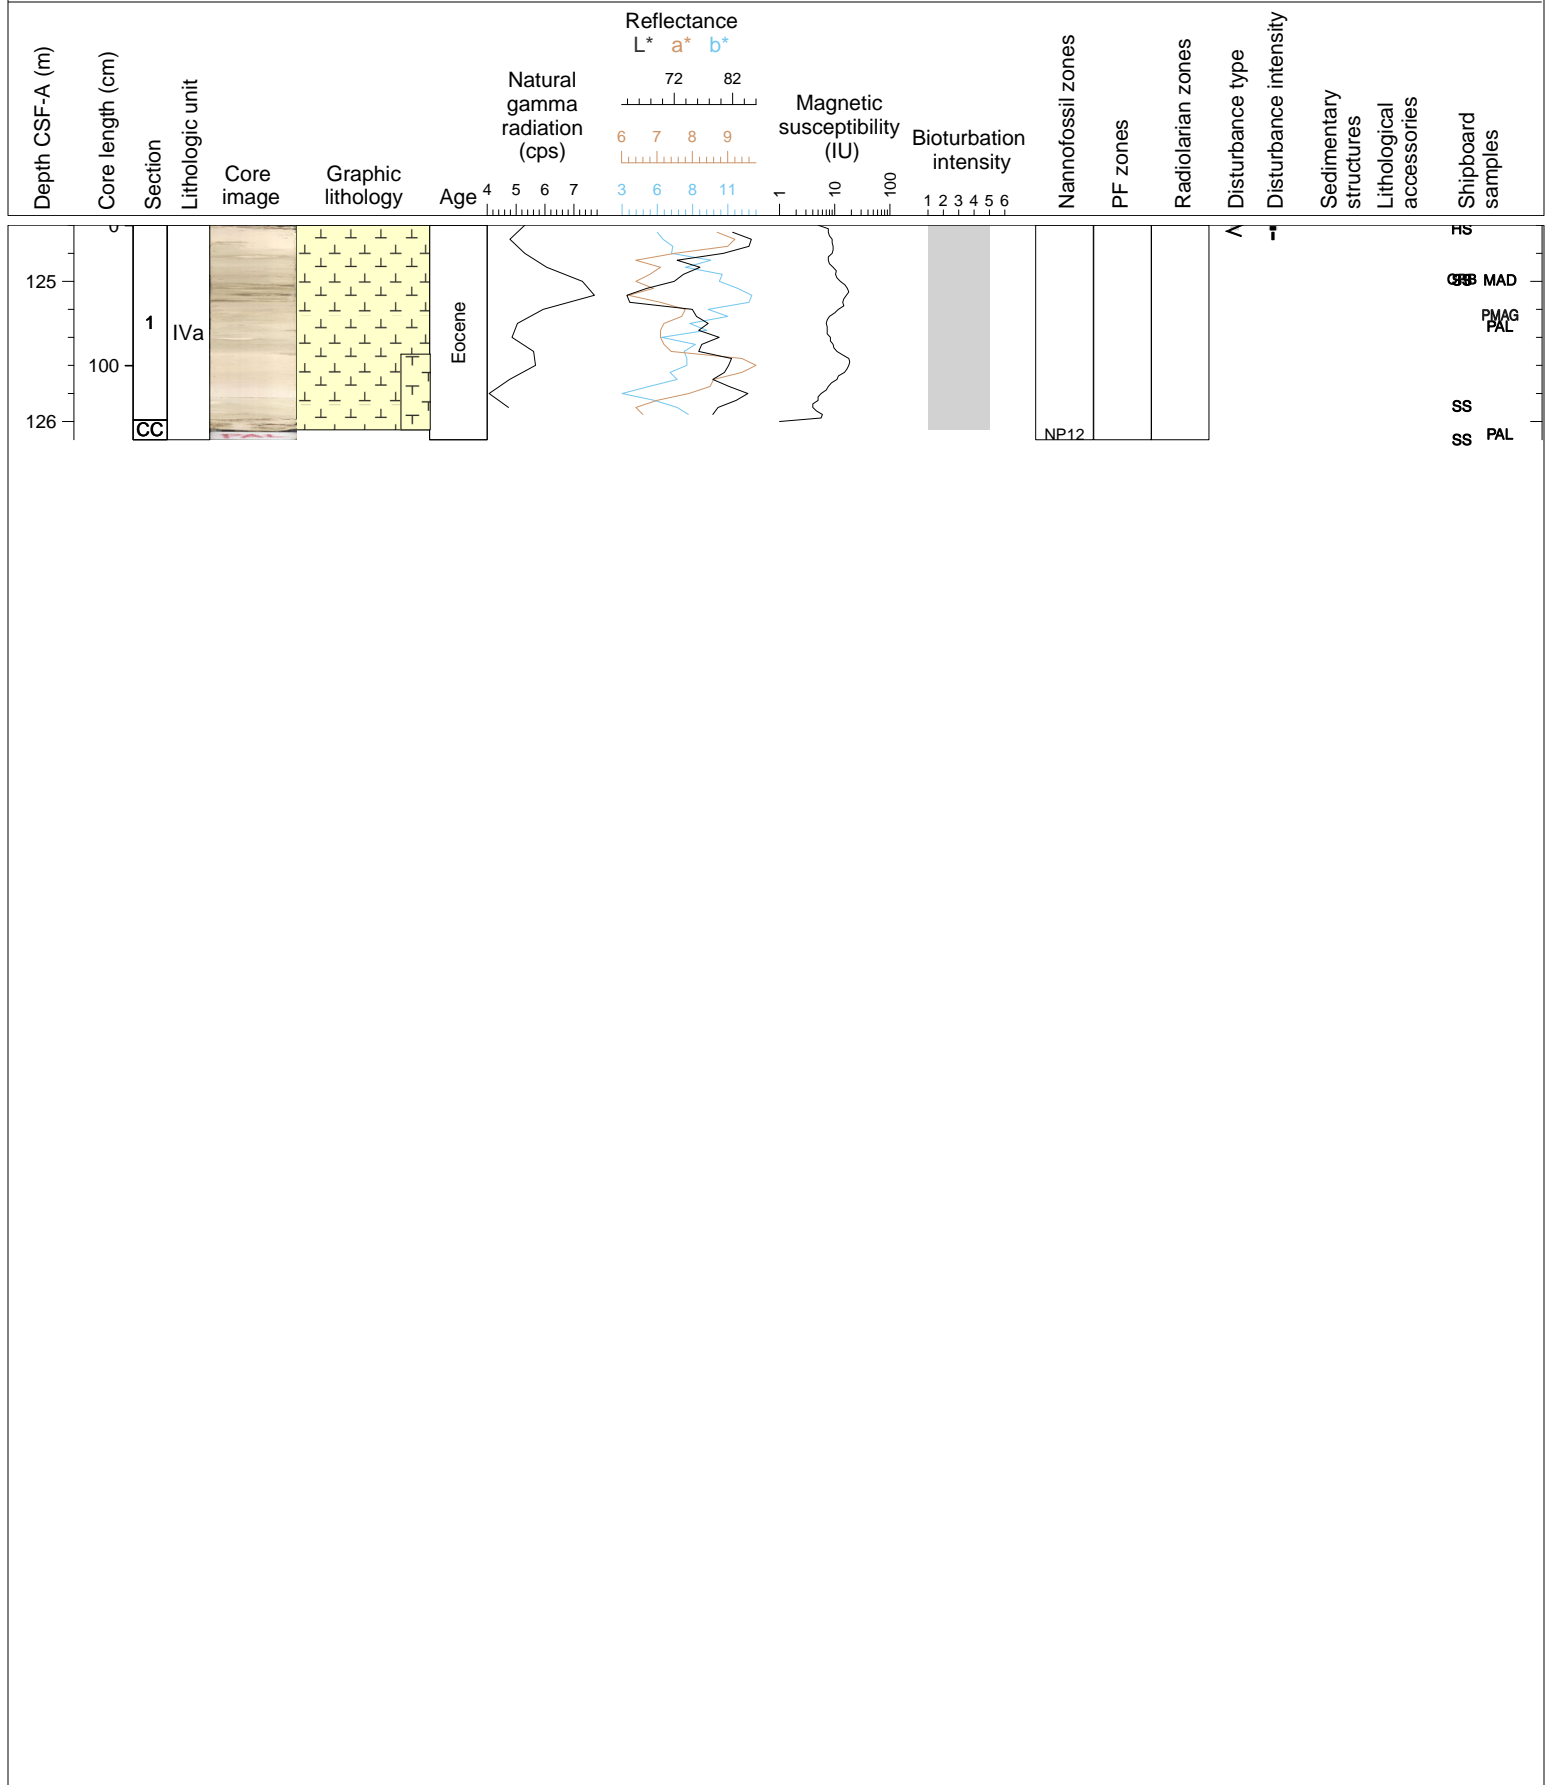 Depth CSF-A (m)
Core length (cm)
Section
Lithologic unit
Core
image
Graphic
lithology
Age
Natural
gamma
radiation
(cps)
4 5 6 7
Reflectance
L* a* b*
72 82
6 7 8 9
3 6 8 11
Magnetic
susceptibility
(IU)
1 10 100
Bioturbation
intensity
1 2 3 4 5 6
Nannofossil zones
PF zones
Radiolarian zones
Disturbance type
Disturbance intensity
Sedimentary
structures
Lithological
accessories
Shipboard
samples
0
HS
125
SS MAD
PMAG
PAL
1
IVa
Eocene
100
SS
126
CC
NP12
PAL
SS